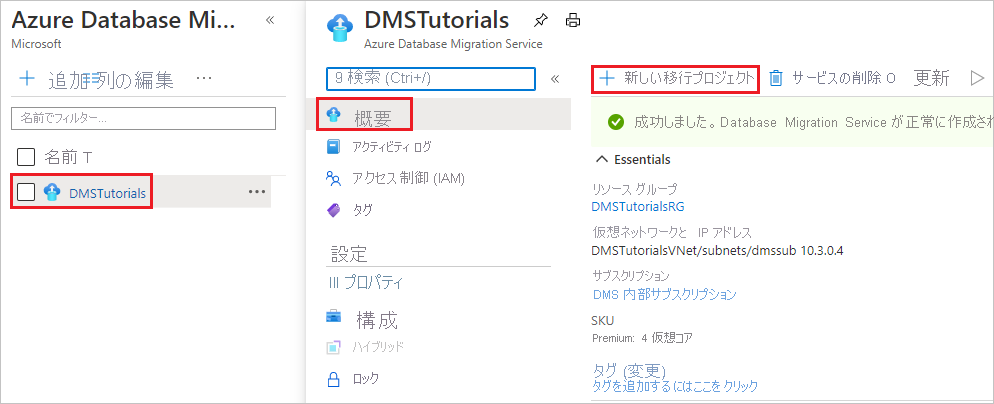 Azure Database Mi...
Microsoft
追加列の編集
名前でフィルター...
名前 T
DMSTutorials
DMSTutorials
Azure Database Migration Service
9 検索 (Ctrl+/)
概要
アクティビティ ログ
アクセス制御 (IAM)
タグ
設定
III プロパティ
構成
ハイブリッド
ロック
新しい移行プロジェクト
サービスの削除 O
更新
成功しました。Database Migration Service が正常に作成され
Essentials
リソース グループ
DMSTutorialsRG
仮想ネットワークと IP アドレス
DMSTutorialsVNet/subnets/dmssub 10.3.0.4
サブスクリプション
DMS 内部サブスクリプション
SKU
Premium: 4 仮想コア
タグ (変更)
タグを追加するにはここをクリック